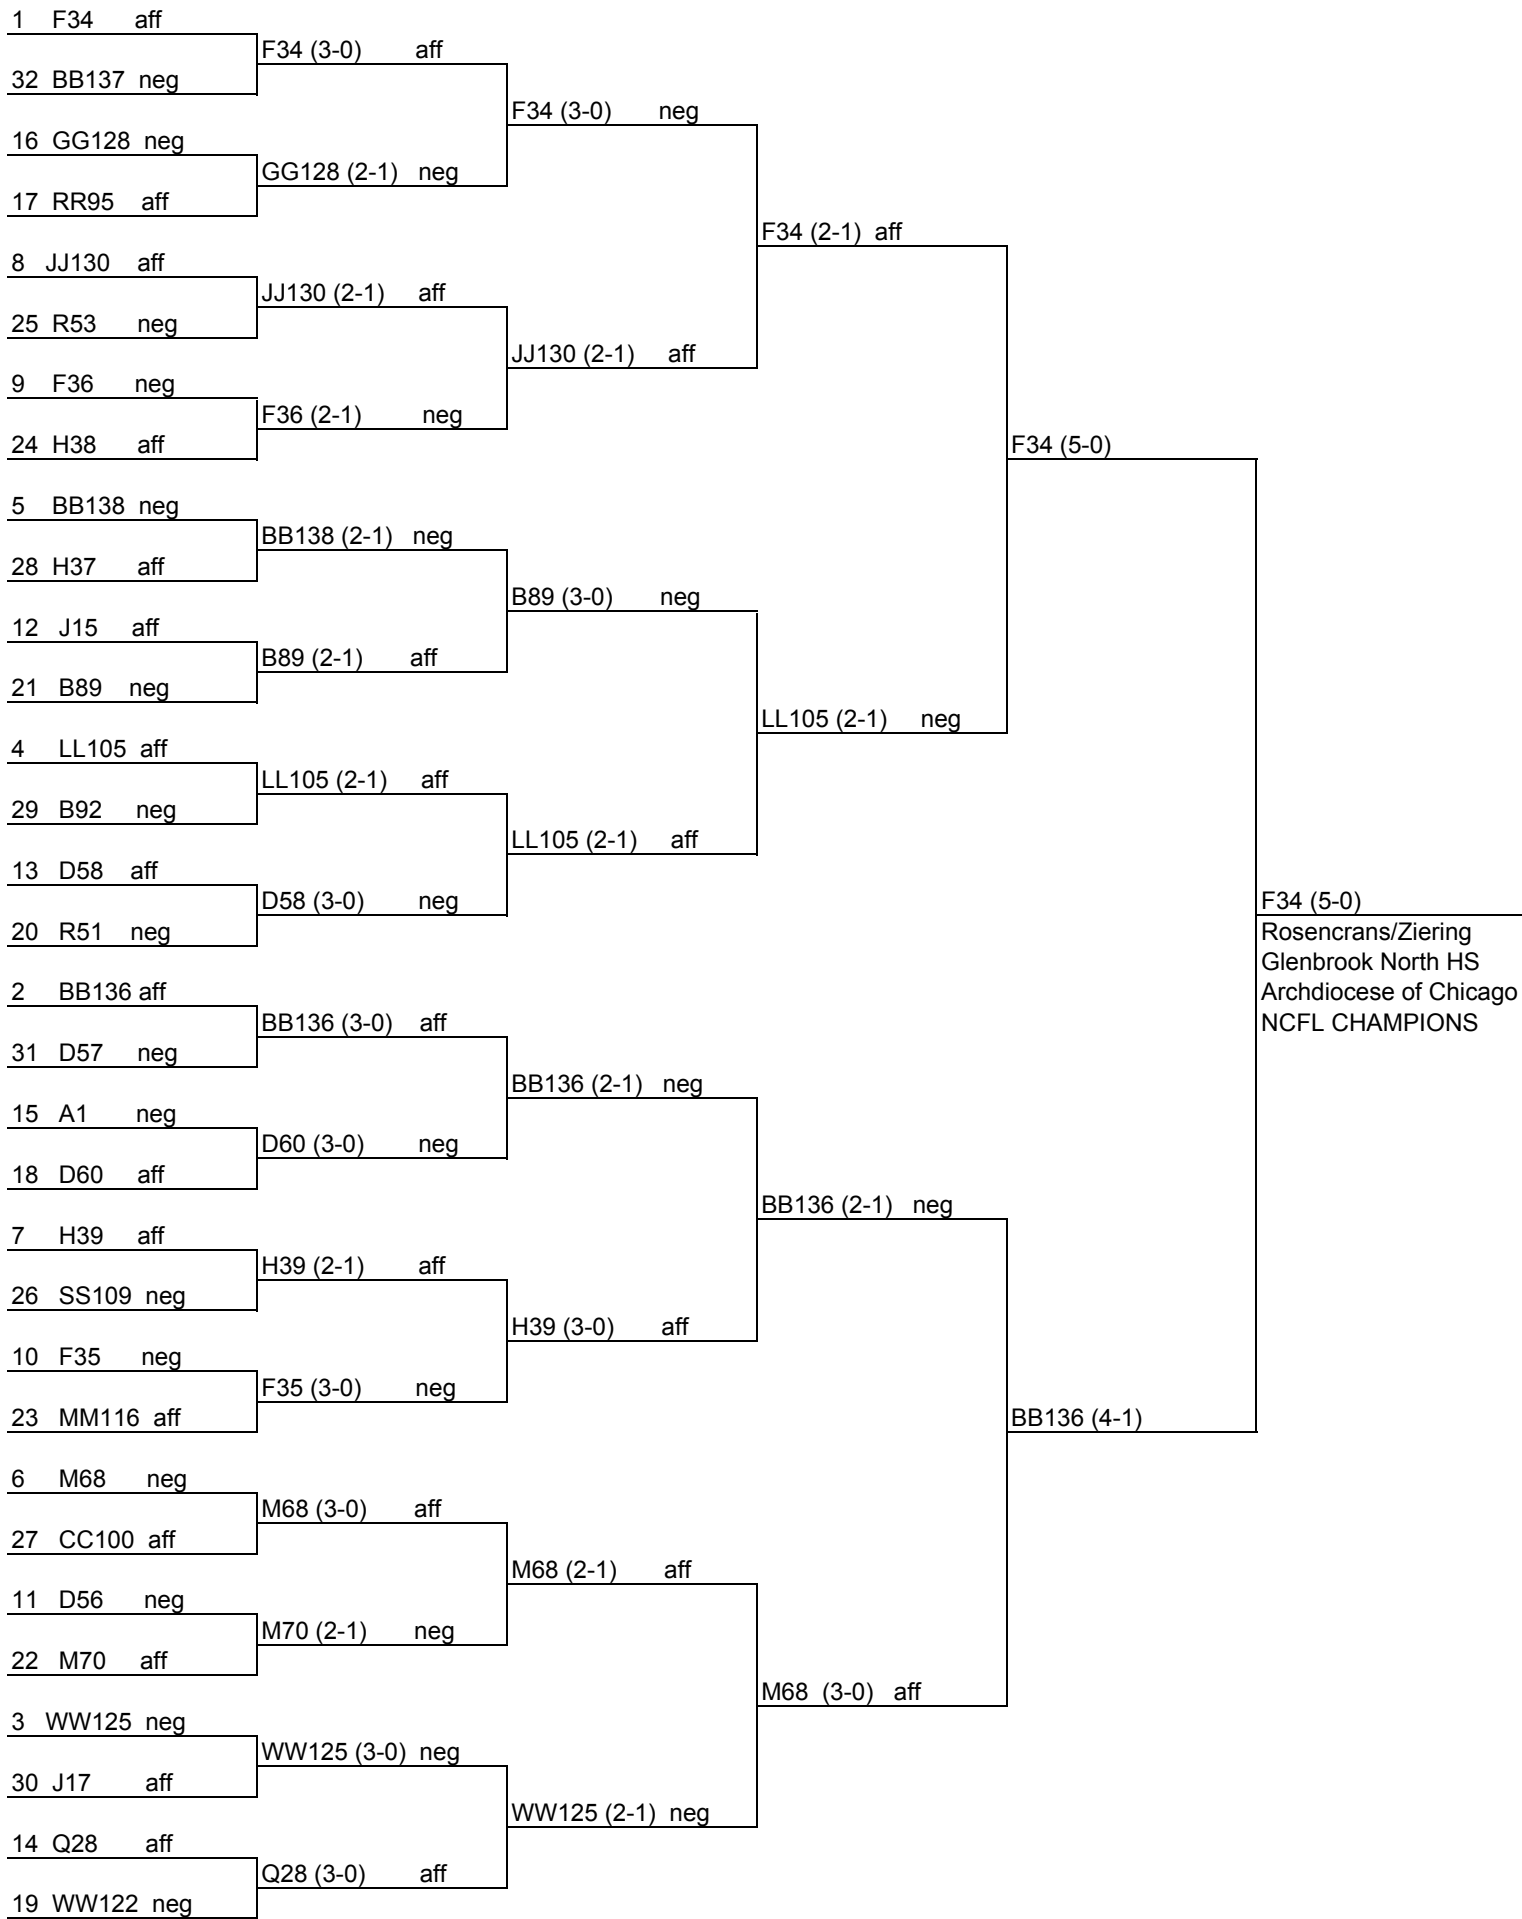 1 F34 aff
F34 (3-0) aff
32 BB137 neg
F34 (3-0) neg
16 GG128 neg
GG128 (2-1) neg
17 RR95 aff
F34 (2-1) aff
8 JJ130 aff
JJ130 (2-1) aff
25 R53 neg
JJ130 (2-1) aff
9 F36 neg
F36 (2-1) neg
24 H38 aff
F34 (5-0)
5 BB138 neg
BB138 (2-1) neg
28 H37 aff
B89 (3-0) neg
12 J15 aff
B89 (2-1) aff
21 B89 neg
LL105 (2-1) neg
4 LL105 aff
LL105 (2-1) aff
29 B92 neg
LL105 (2-1) aff
13 D58 aff
D58 (3-0) neg
F34 (5-0)
20 R51 neg
Rosencrans/Ziering
Glenbrook North HS
Archdiocese of Chicago
NCFL CHAMPIONS
2 BB136 aff
BB136 (3-0) aff
31 D57 neg
BB136 (2-1) neg
15 A1 neg
D60 (3-0) neg
18 D60 aff
BB136 (2-1) neg
7 H39 aff
H39 (2-1) aff
26 SS109 neg
H39 (3-0) aff
10 F35 neg
F35 (3-0) neg
23 MM116 aff
BB136 (4-1)
6 M68 neg
M68 (3-0) aff
27 CC100 aff
M68 (2-1) aff
11 D56 neg
M70 (2-1) neg
22 M70 aff
M68 (3-0) aff
3 WW125 neg
WW125 (3-0) neg
30 J17 aff
WW125 (2-1) neg
14 Q28 aff
Q28 (3-0) aff
19 WW122 neg